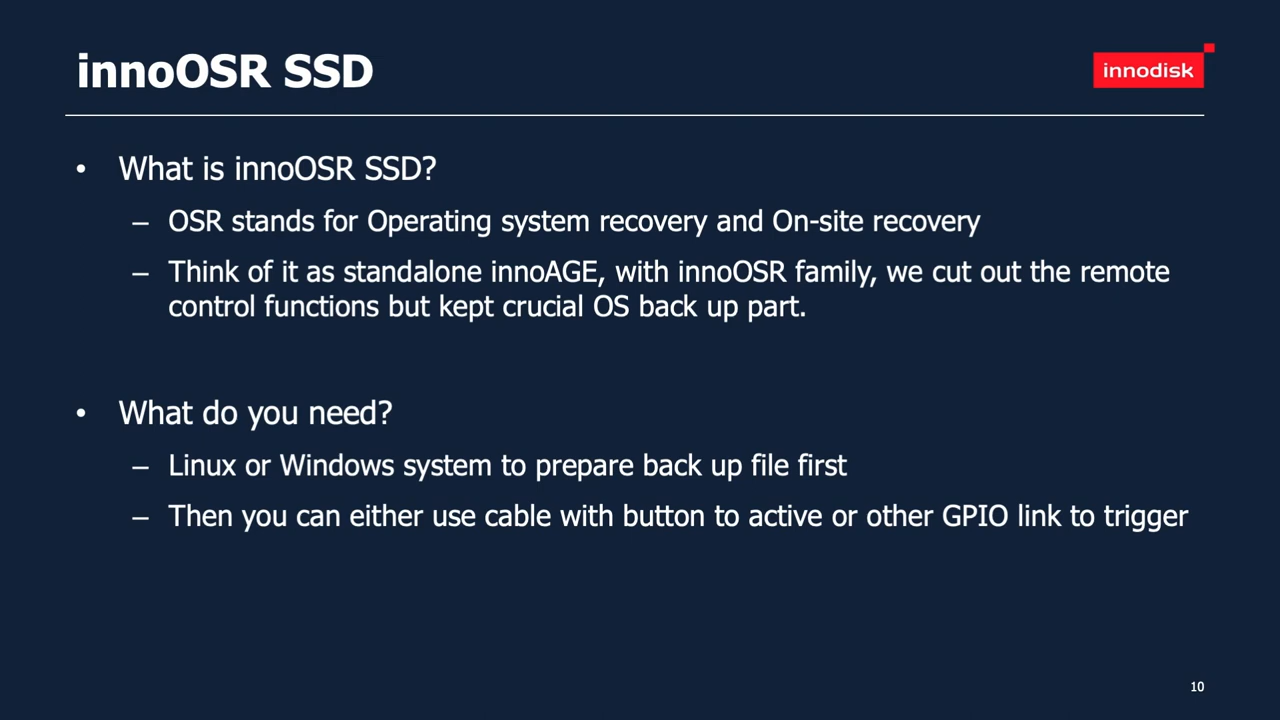 innoOSR SSD
innodisk
• What is innoOSR SSD?
– OSR stands for Operating system recovery and On-site recovery
– Think of it as standalone innoAGE, with innoOSR family, we cut out the remote
control functions but kept crucial OS back up part.
• What do you need?
– Linux or Windows system to prepare back up file first
– Then you can either use cable with button to active or other GPIO link to trigger
10